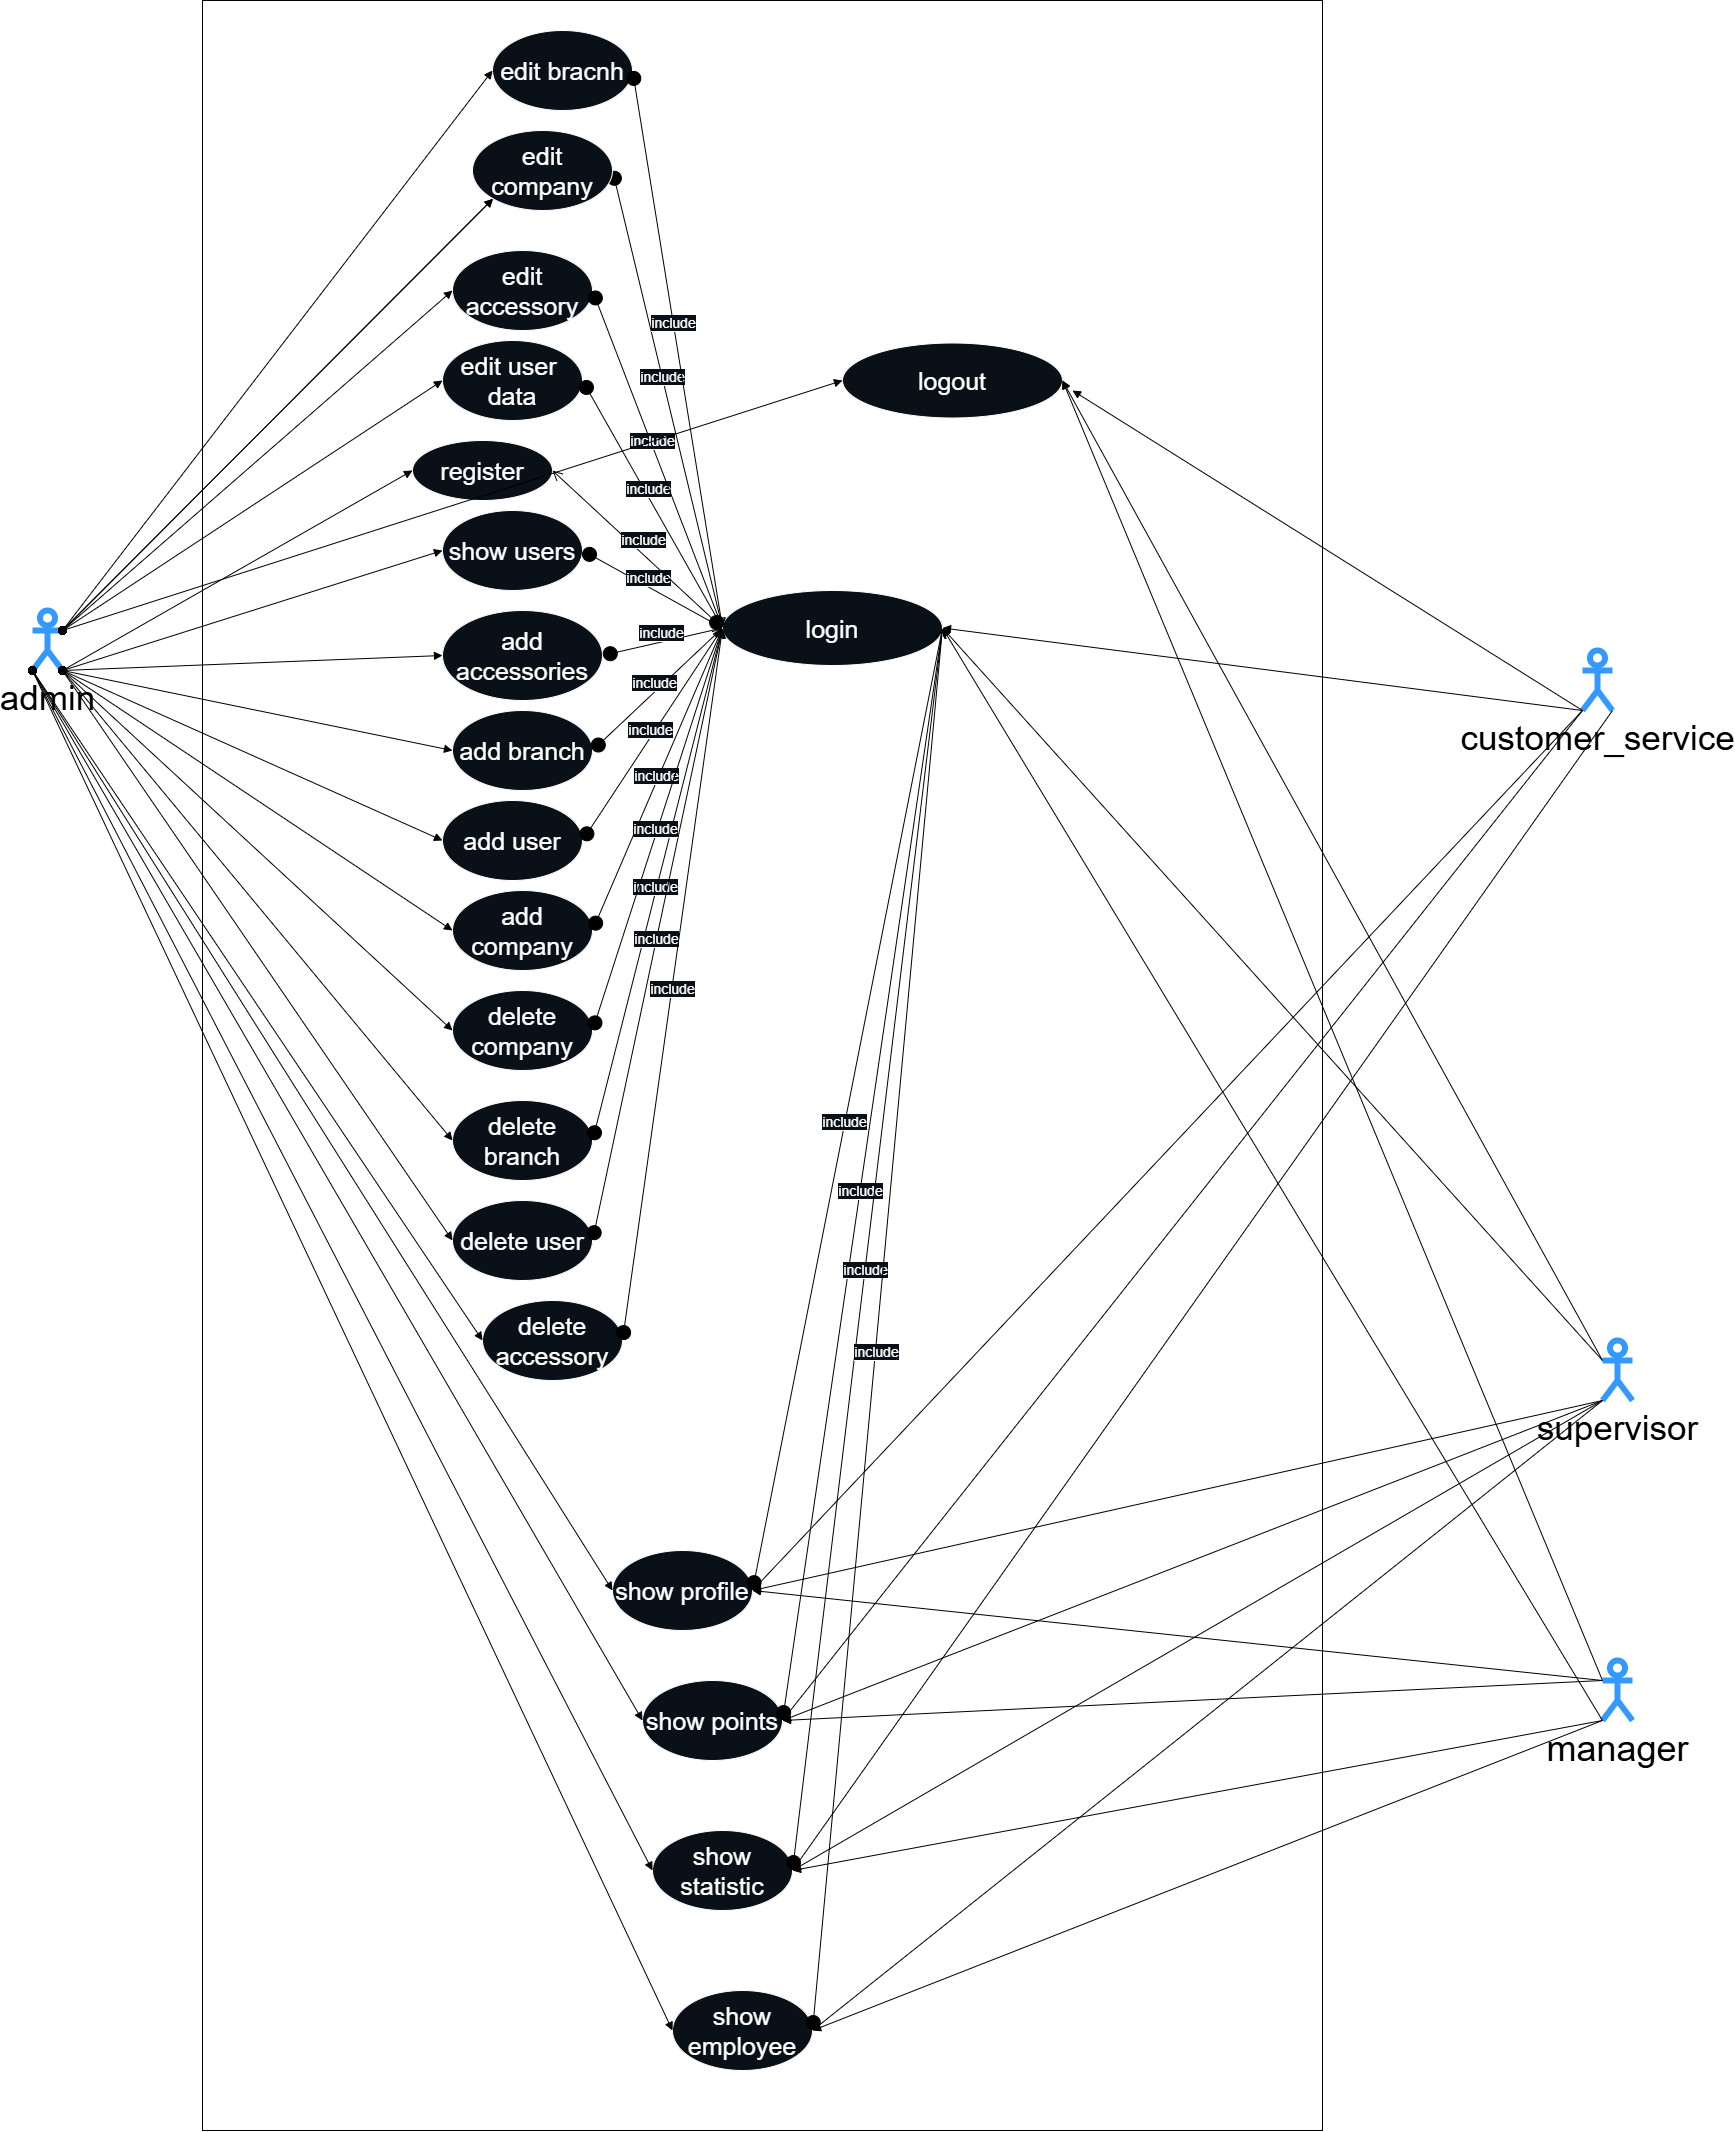 edit bracnh
edit
company
edit
accessory
include
edit user
data
include
logout
include
register
include
include
show users
include
admin
add
accessories
include
login
include
customer_service
add branch
include
include
add user
include
add
company
include
include
delete
company
include
delete
branch
include
include
delete user
include
delete
accessory
include
supervisor
show profile
show points
manager
show
statistic
show
employee